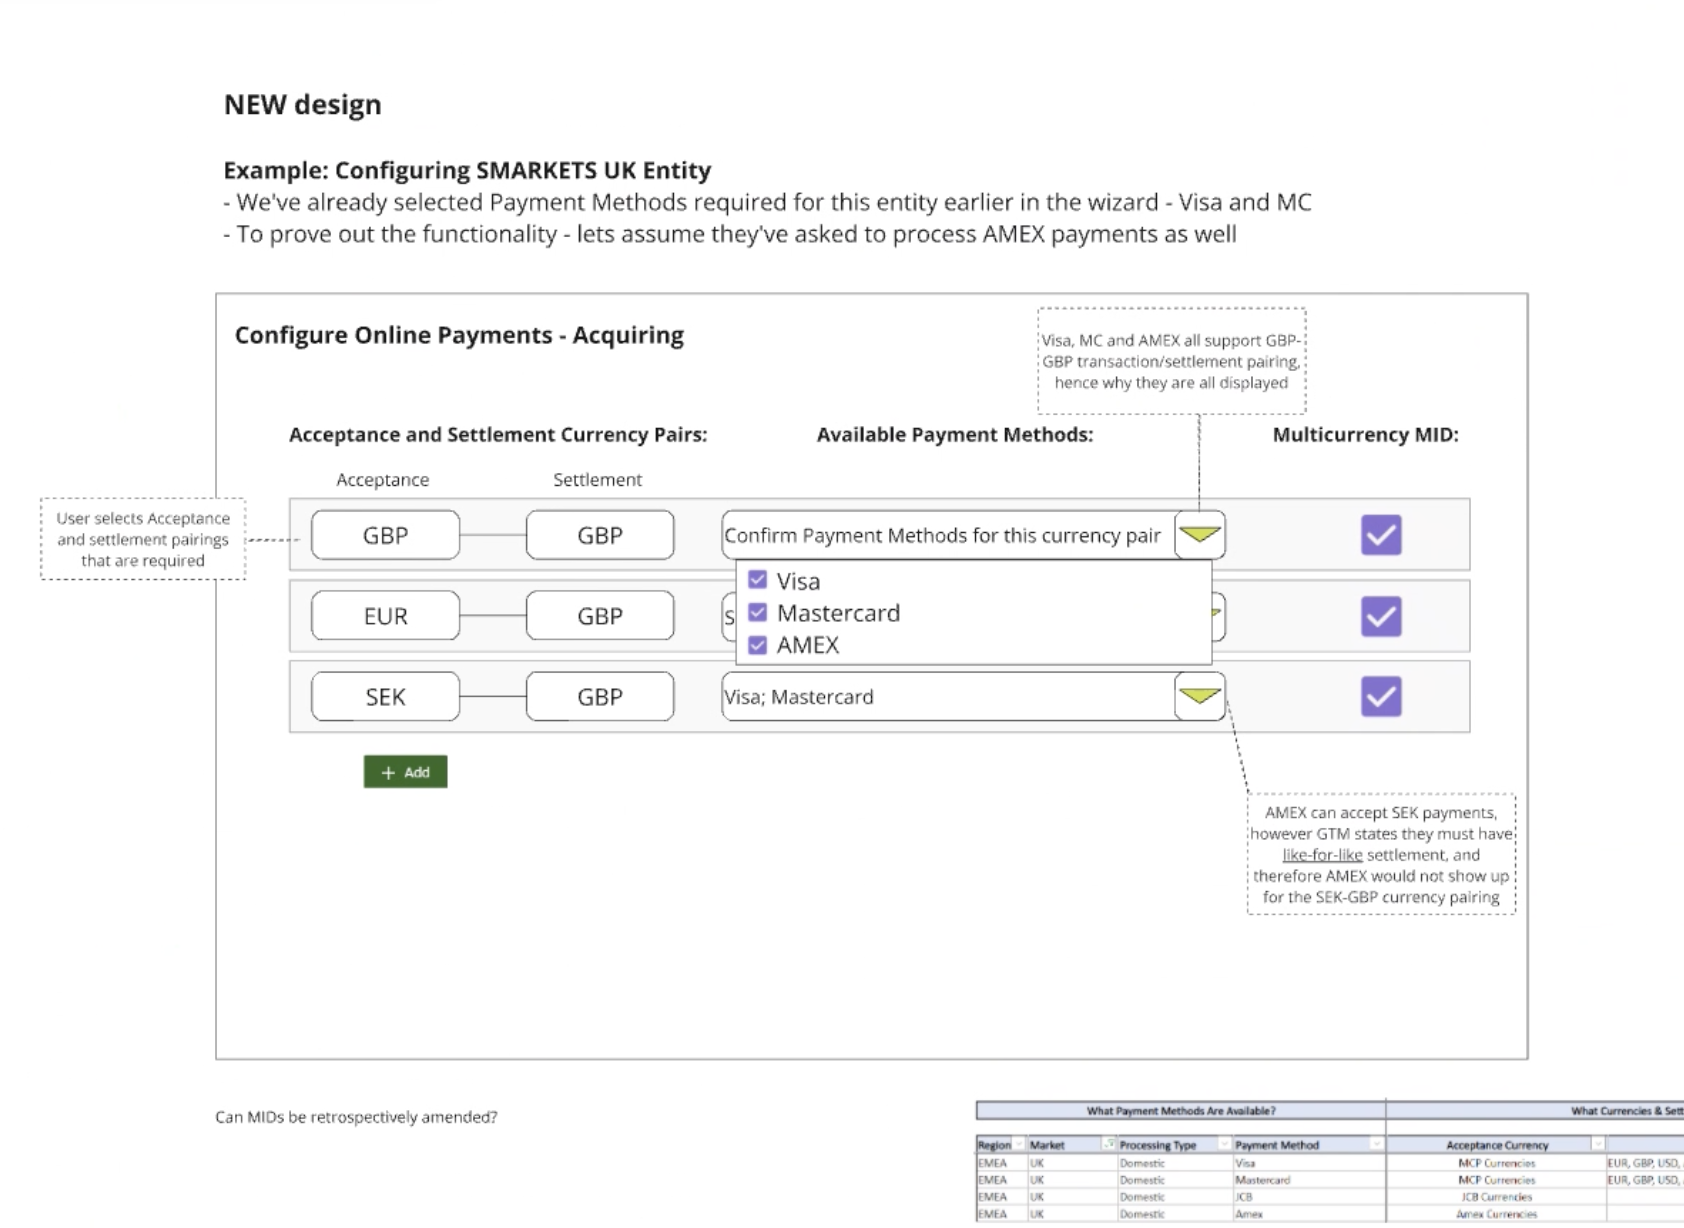 NEW design
Example: Configuring SMARKETS UK Entity
- We've already selected Payment Methods required for this entity earlier in the wizard - Visa and MC
- To prove out the functionality - lets assume they've asked to process AMEX payments as well
Configure Online Payments - Acquiring
Visa, MC and AMEX all support GBP-
GBP transaction/settlement pairing,
hence why they are all displayed
Acceptance and Settlement Currency Pairs:
Available Payment Methods:
Multicurrency MID:
Acceptance
Settlement
User selects Acceptance
and settlement pairings
that are required
GBP
GBP
Confirm Payment Methods for this currency pair
Visa
Mastercard
AMEX
EUR
GBP
S
SEK
GBP
Visa; Mastercard
+ Add
AMEX can accept SEK payments,
however GTM states they must have
like-for-like settlement, and
therefore AMEX would not show up
for the SEK-GBP currency pairing
Can MIDs be retrospectively amended?
What Payment Methods Are Available?
What Currencies & Sett
Region Market Processing Type Payment Method Acceptance Currency
EMEA UK Domestic Visa MCP Currencies EUR, GBP, USD,
EMEA UK Domestic Mastercard MCP Currencies EUR, GBP, USD,
EMEA UK Domestic JCB JCB Currencies
EMEA UK Domestic Amex Amex Currencies